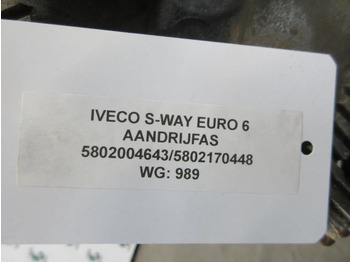 IVECO S-WAY EURO 6
AANDRIJFAS
5802004643/5802170448
WG: 989